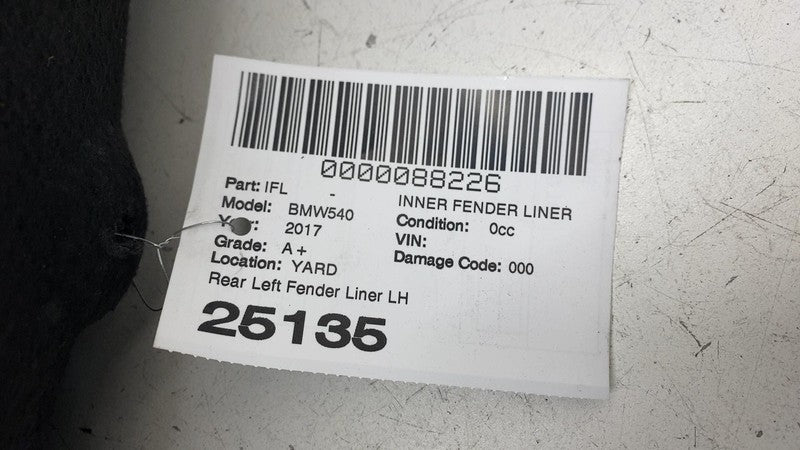 0000088226
Part: IFL - INNER FENDER LINER
Model: BMW540 Condition: 0cc
2017 VIN:
Grade: A+ Damage Code: 000
Location: YARD
Rear Left Fender Liner LH
25135